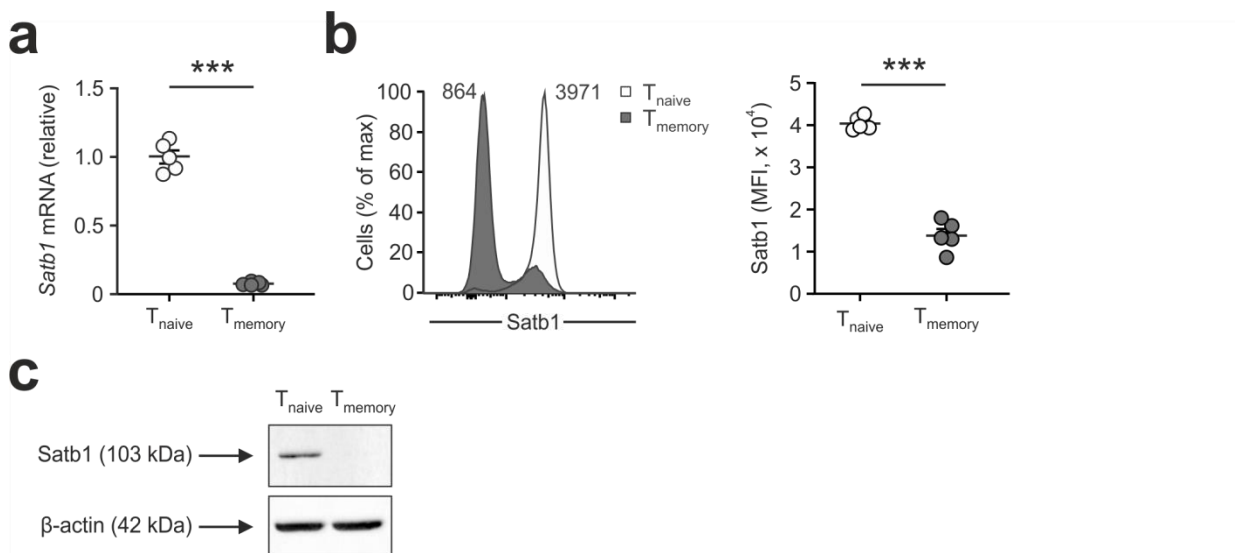 a
Satb1 mRNA (relative)
1.5
1.0
0.5
0
***
Tnaive
Tmemory
b
Cells (% of max)
100
80
60
40
20
0
864
3971
Tnaive
Tmemory
Satb1
Satb1 (MFI, x 10⁴)
5
4
3
2
1
0
***
Tnaive
Tmemory
c
Tnaive Tmemory
Satb1 (103 kDa)
β-actin (42 kDa)